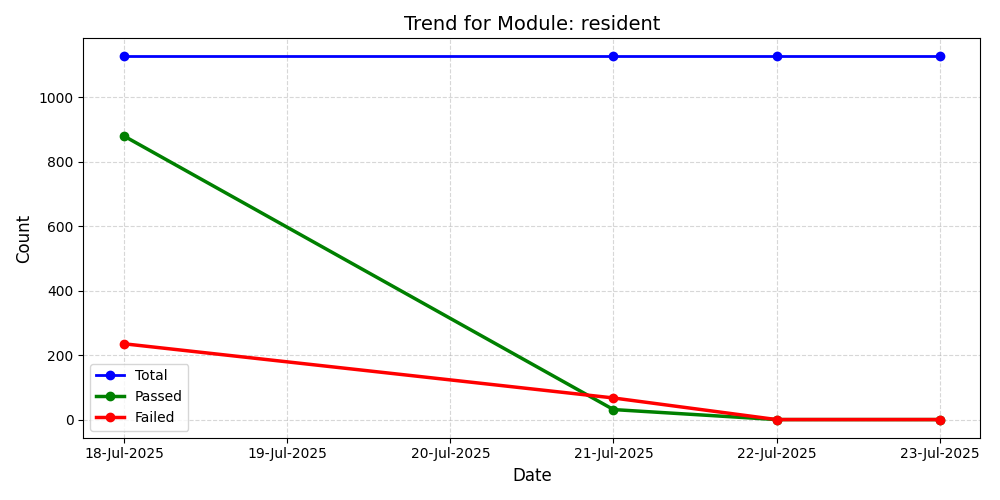 Trend for Module: resident
Count
1000
800
600
400
200
0
Total
Passed
Failed
18-Jul-2025 19-Jul-2025 20-Jul-2025 21-Jul-2025 22-Jul-2025 23-Jul-2025
Date